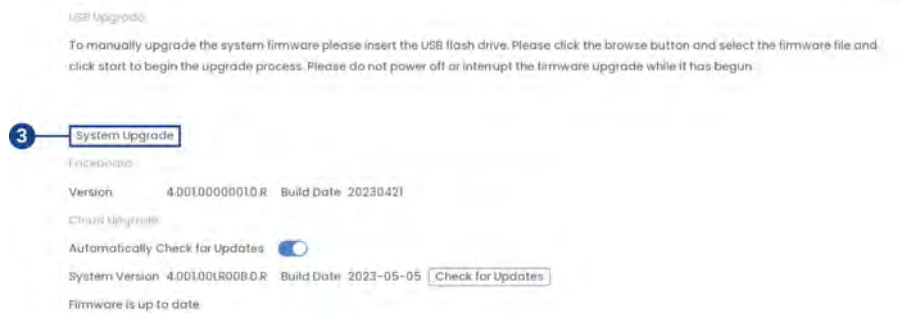 USB Upgrade
To manually upgrade the system firmware please insert the USB flash drive. Please click the browse button and select the firmware file and
click start to begin the upgrade process. Please do not power off or interrupt the firmware upgrade while it has begun
3 System Upgrade
Facedata
Version 4.001.0000001.0.R Build Date 20230421
Cloud Upgrade
Automatically Check for Updates
System Version 4.001.00LR00B.0.R Build Date 2023-05-05 Check for Updates
Firmware is up to date